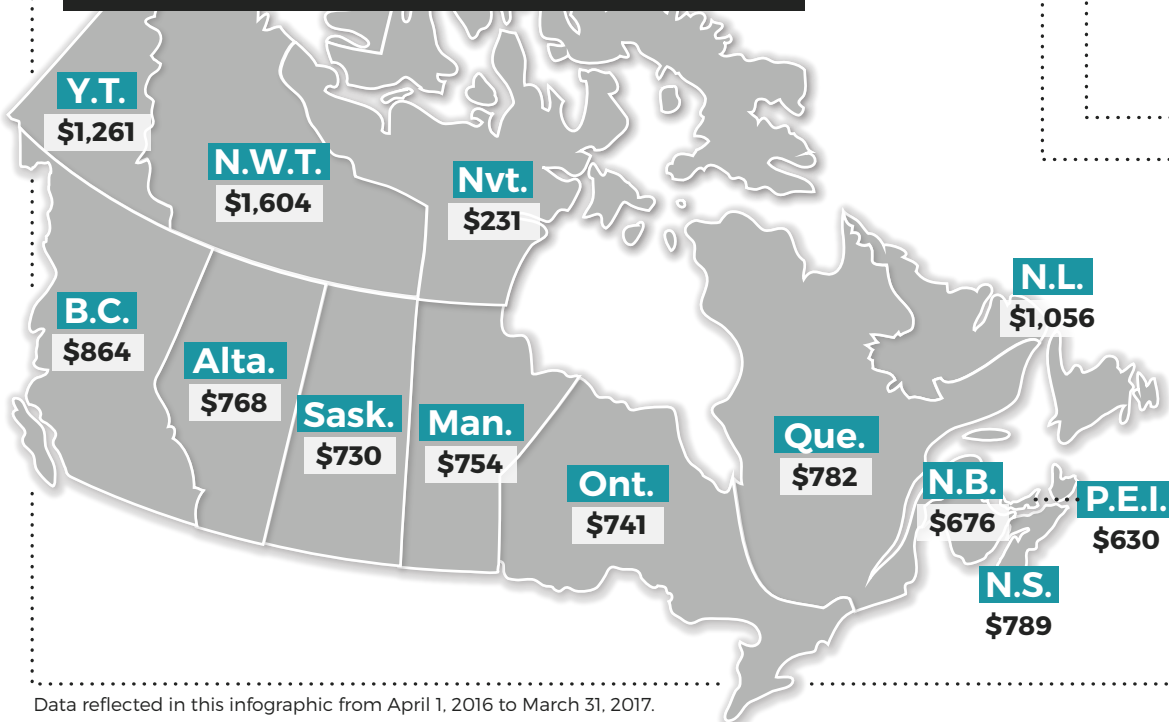 Y.T.
$1,261
N.W.T.
$1,604
Nvt.
$231
N.L.
$1,056
B.C.
$864
Alta.
$768
Sask.
$730
Man.
$754
Ont.
$741
Que.
$782
N.B.
$676
P.E.I.
$630
N.S.
$789
Data reflected in this infographic from April 1, 2016 to March 31, 2017.